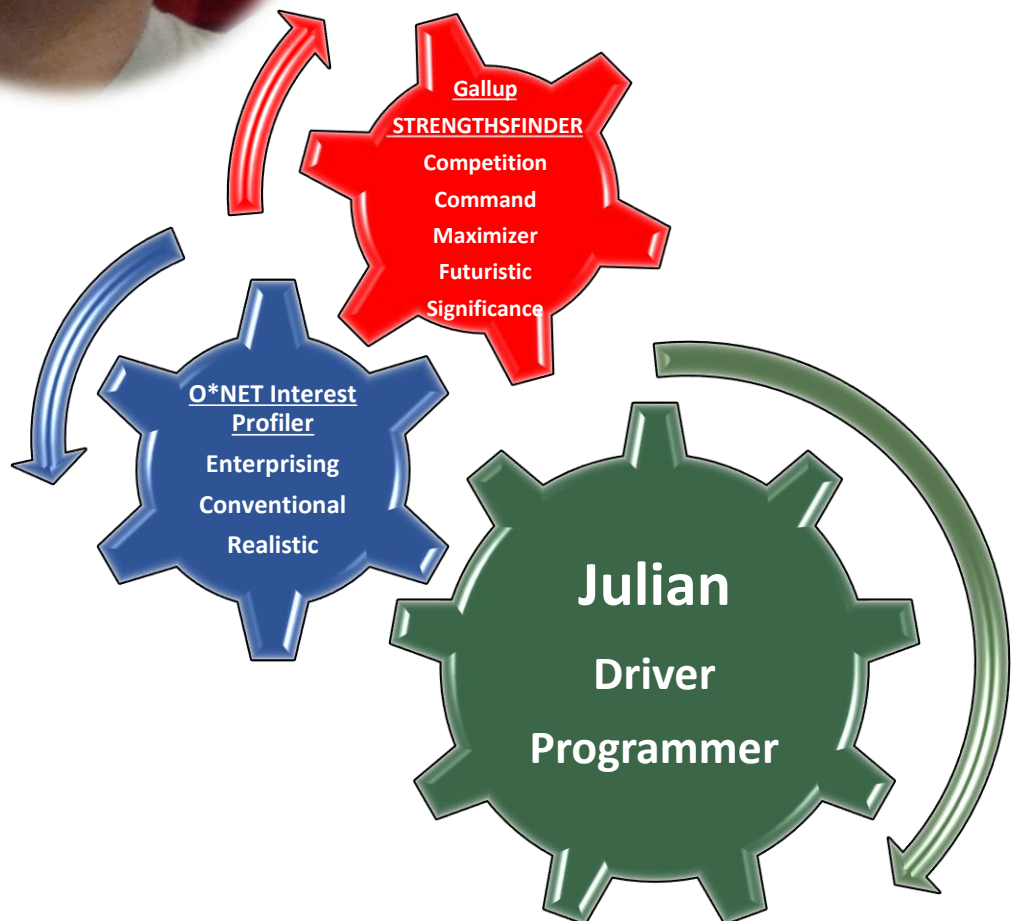 Gallup
STRENGTHSFINDER
Competition
Command
Maximizer
Futuristic
Significance
O*NET Interest
Profiler
Enterprising
Conventional
Realistic
Julian
Driver
Programmer